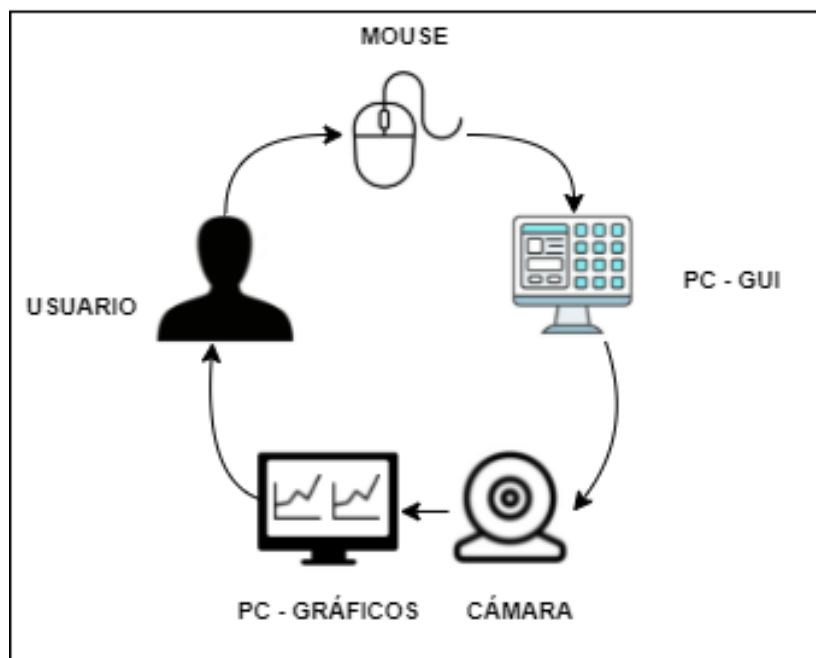 MOUSE
PC - GUI
USUARIO
PC - GRÁFICOS
CÁMARA